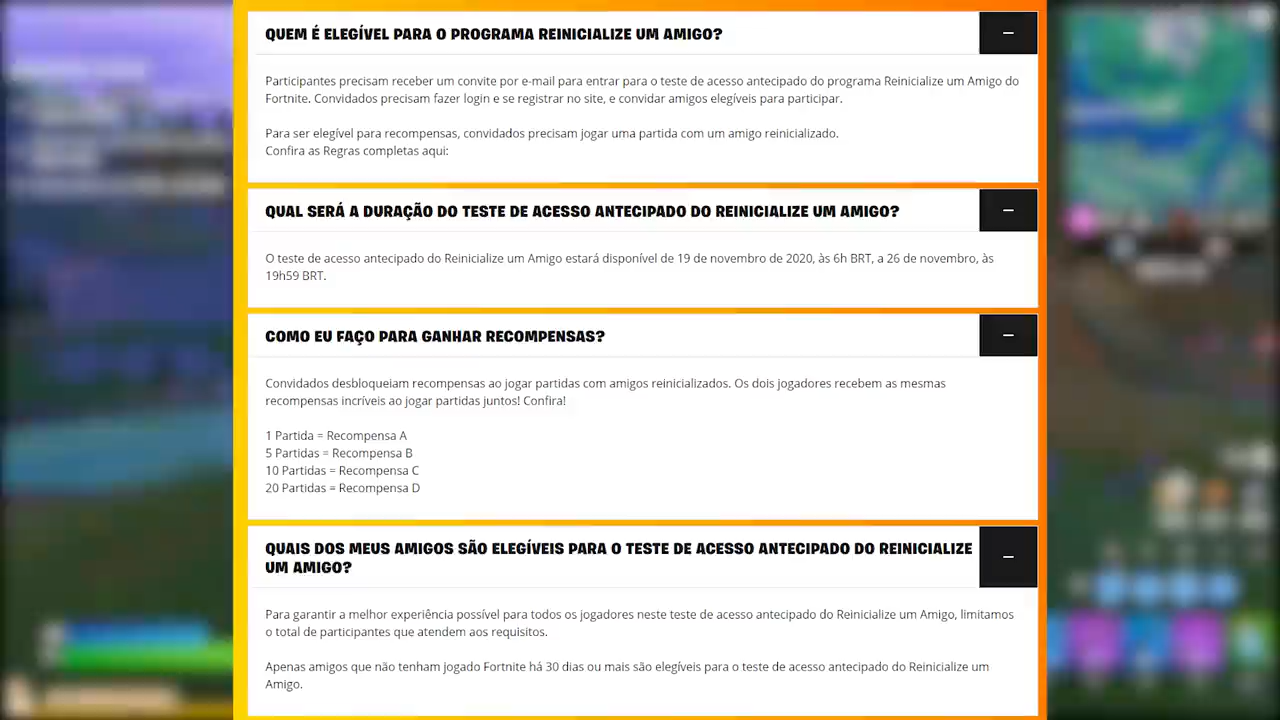 QUEM É ELEGÍVEL PARA O PROGRAMA REINICIALIZE UM AMIGO?
Participantes precisam receber um convite por e-mail para entrar para o teste de acesso antecipado do programa Reinicialize um Amigo do
Fortnite. Convidados precisam fazer login e se registrar no site, e convidar amigos elegíveis para participar.
Para ser elegível para recompensas, convidados precisam jogar uma partida com um amigo reinicializado.
Confira as Regras completas aqui:
QUAL SERÁ A DURAÇÃO DO TESTE DE ACESSO ANTECIPADO DO REINICIALIZE UM AMIGO?
O teste de acesso antecipado do Reinicialize um Amigo estará disponível de 19 de novembro de 2020, às 6h BRT, a 26 de novembro, às
19h59 BRT.
COMO EU FAÇO PARA GANHAR RECOMPENSAS?
Convidados desbloqueiam recompensas ao jogar partidas com amigos reinicializados. Os dois jogadores recebem as mesmas
recompensas incríveis ao jogar partidas juntos! Confira!
1 Partida = Recompensa A
5 Partidas = Recompensa B
10 Partidas = Recompensa C
20 Partidas = Recompensa D
QUAIS DOS MEUS AMIGOS SÃO ELEGÍVEIS PARA O TESTE DE ACESSO ANTECIPADO DO REINICIALIZE
UM AMIGO?
Para garantir a melhor experiência possível para todos os jogadores neste teste de acesso antecipado do Reinicialize um Amigo, limitamos
o total de participantes que atendem aos requisitos.
Apenas amigos que não tenham jogado Fortnite há 30 dias ou mais são elegíveis para o teste de acesso antecipado do Reinicialize um
Amigo.